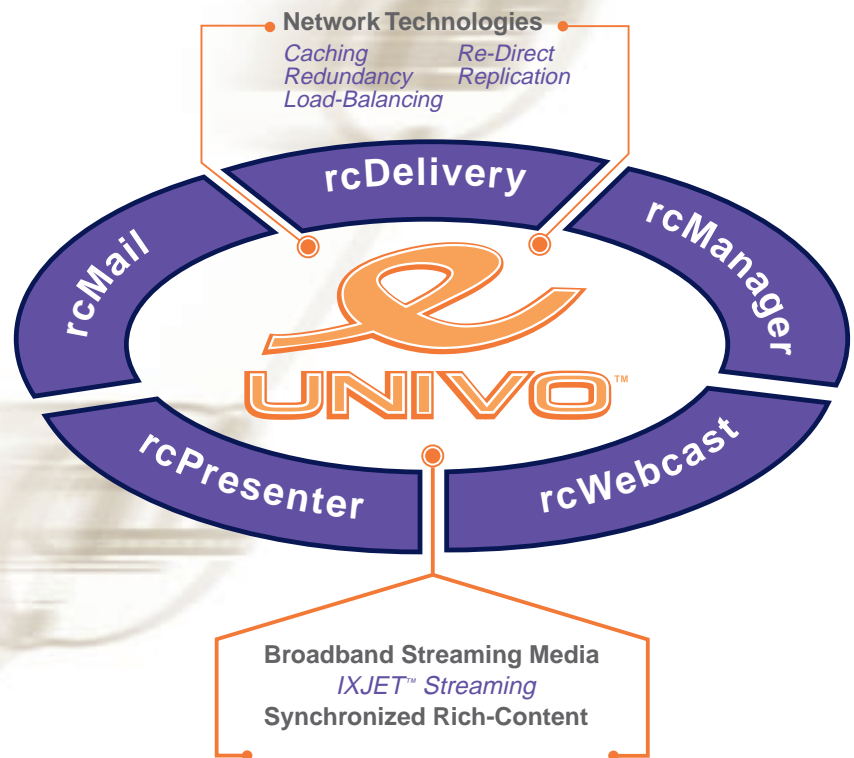 Network Technologies
Caching Re-Direct
Redundancy Replication
Load-Balancing
rcDelivery
rcMail
rcManager
UNIVO™
rcPresenter
rcWebcast
Broadband Streaming Media
IXJET™ Streaming
Synchronized Rich-Content